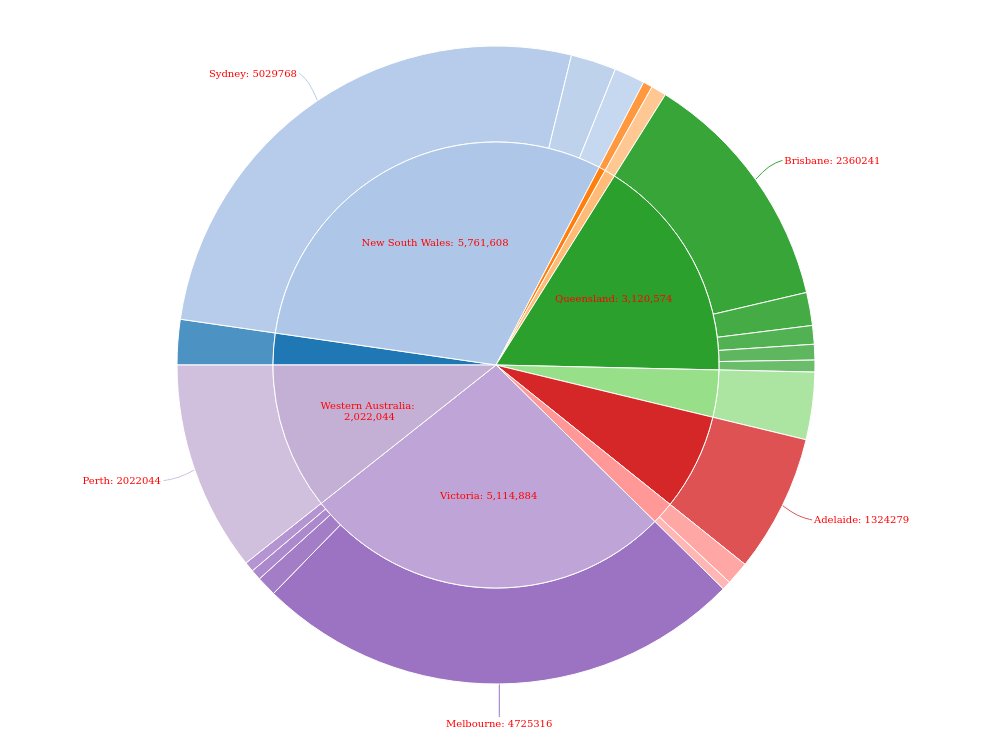 Sydney: 5029768
Brisbane: 2360241
New South Wales: 5,761,608
Queensland: 3,120,574
Western Australia:
2,022,044
Perth: 2022044
Victoria: 5,114,884
Adelaide: 1324279
Melbourne: 4725316